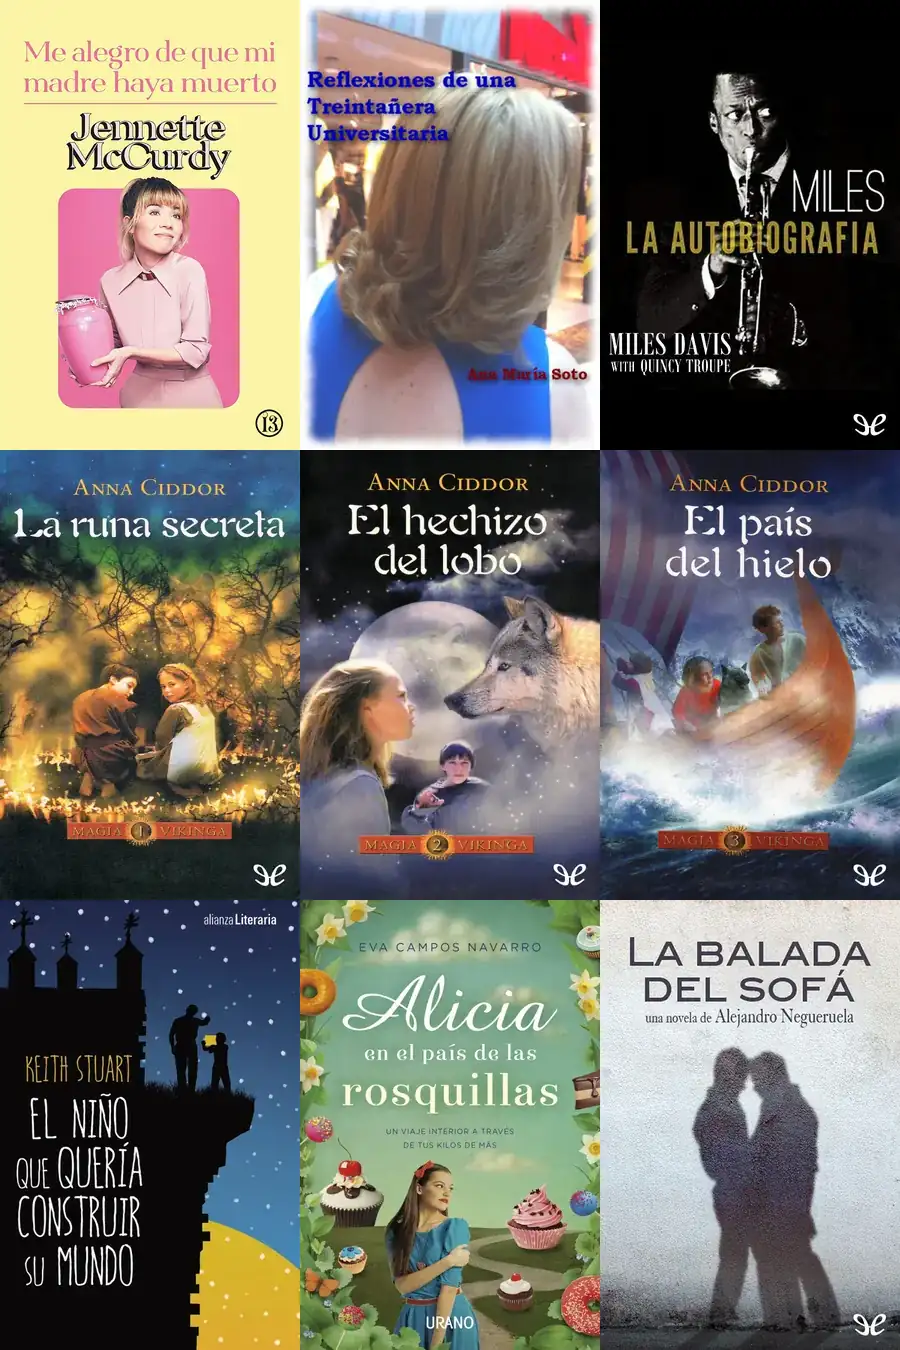 Me alegro de que mi
madre haya muerto
Jennette
McCurdy
13
Reflexiones de una
Treintañera
Universitaria
Ana María Soto
MILES
LA AUTOBIOGRAFIA
MILES DAVIS
WITH QUINCY TROUPE
ANNA CIDDOR
La runa secreta
MAGIA 1 VIKINGA
ANNA CIDDOR
El hechizo
del lobo
MAGIA 2 VIKINGA
ANNA CIDDOR
El país
del hielo
MAGIA 3 VIKINGA
alianza Literaria
KEITH STUART
EL NIÑO
QUE QUERÍA
CONSTRUIR
SU MUNDO
EVA CAMPOS NAVARRO
Alicia
en el país de las
rosquillas
UN VIAJE INTERIOR A TRAVÉS
DE TUS KILOS DE MÁS
URANO
LA BALADA
DEL SOFÁ
una novela de Alejandro Negueruela